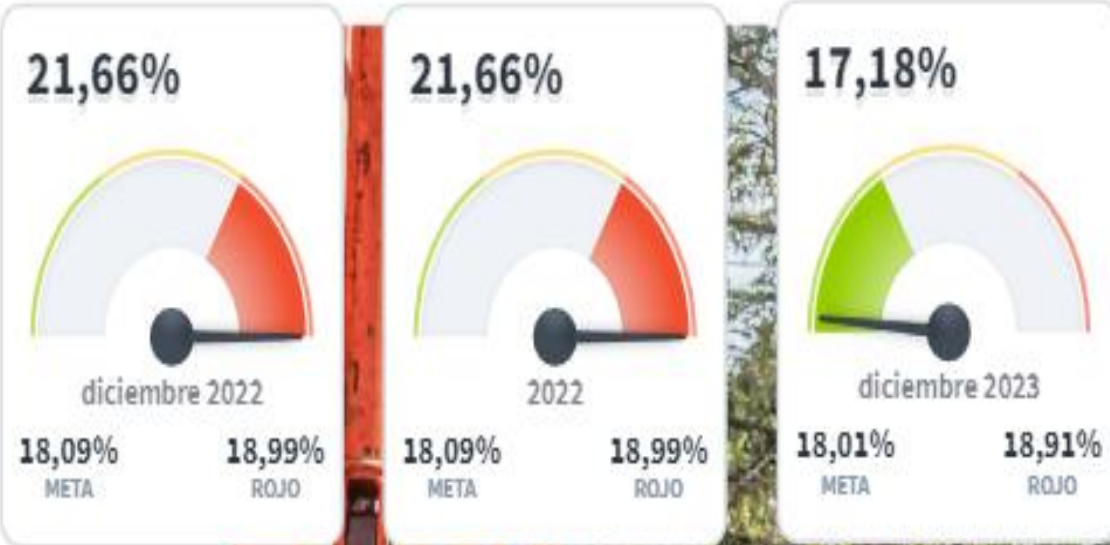 21,66%
diciembre 2022
18,09%
META
18,99%
ROJO
21,66%
2022
18,09%
META
18,99%
ROJO
17,18%
diciembre 2023
18,01%
META
18,91%
ROJO